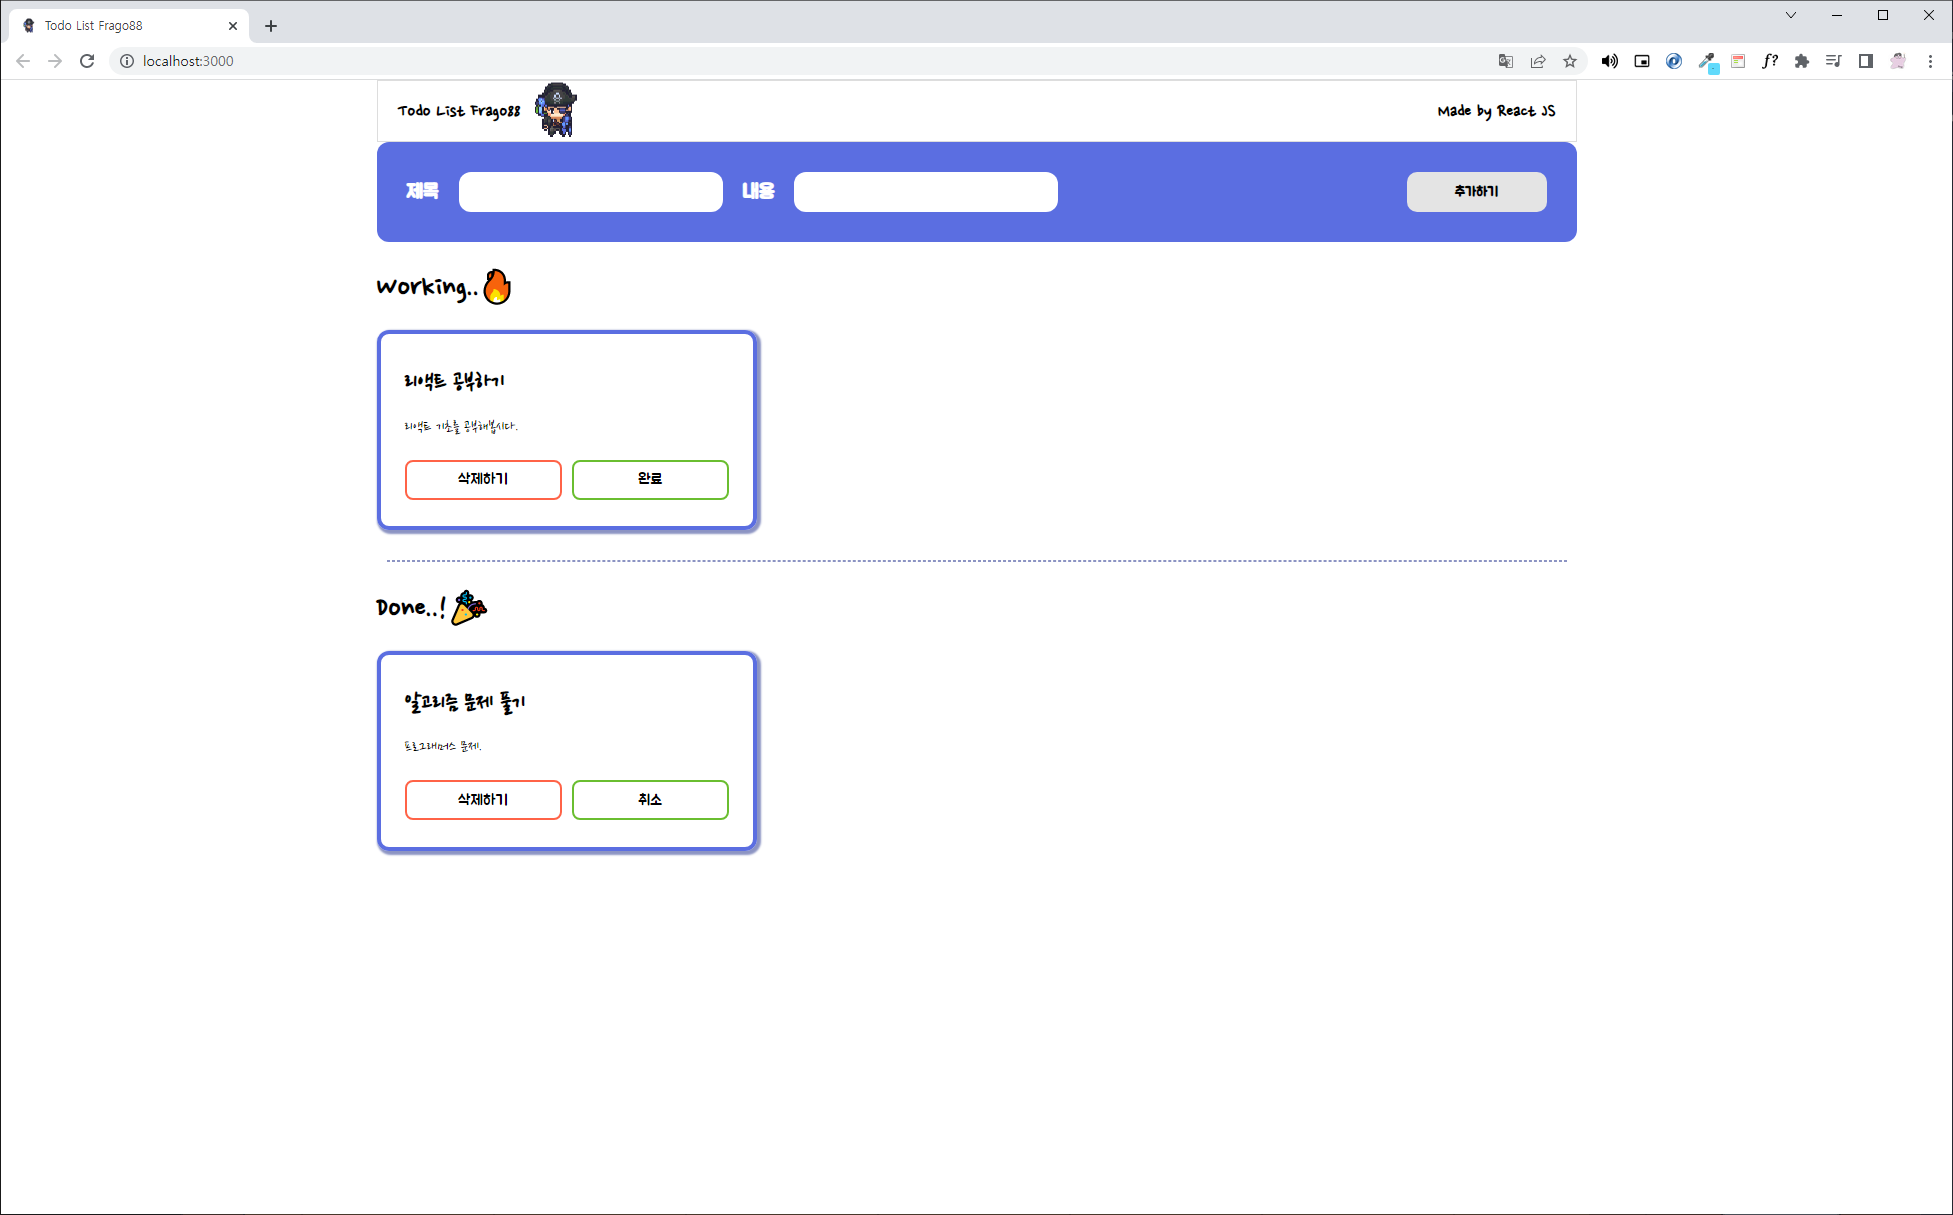 Todo List Frago88
localhost:3000
f?
Todo List Frago88
Made by React JS
제목
내용
추가하기
Working..
리액트 공부하기
리액트 기초를 공부해봅시다.
삭제하기 완료
Done..!
알고리즘 문제 풀기
프로그래머스 문제.
삭제하기 취소